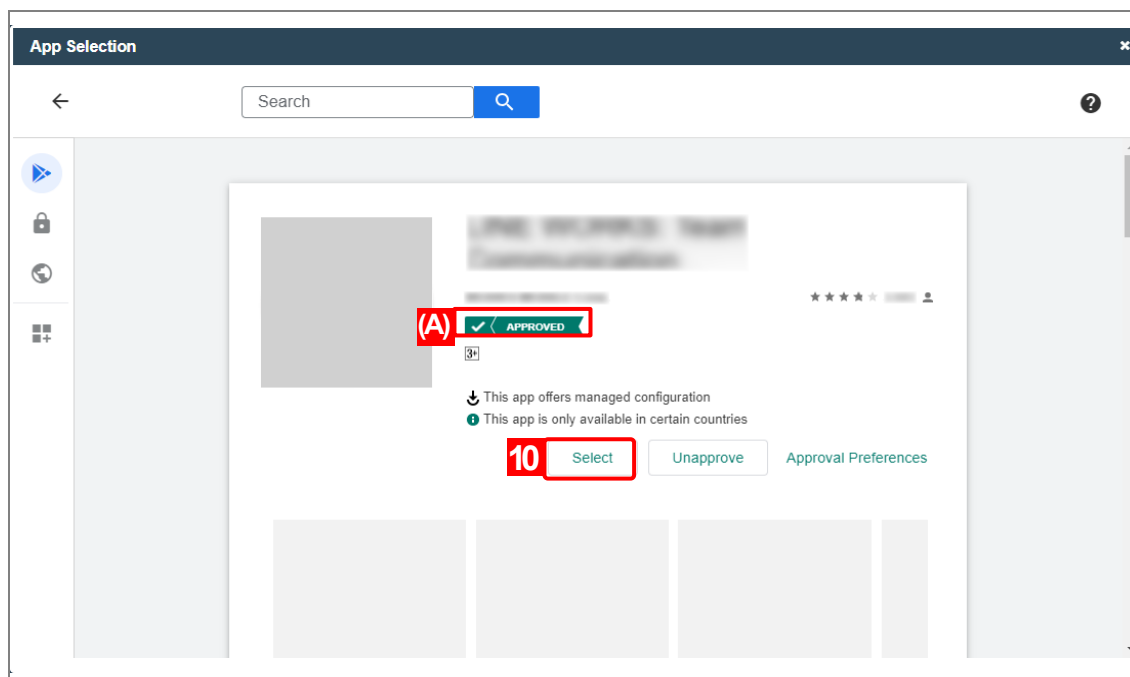 App Selection
Search
(A) APPROVED
3+
This app offers managed configuration
This app is only available in certain countries
10 Select Unapprove Approval Preferences